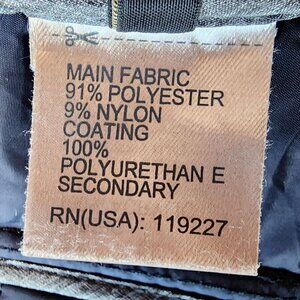 MAIN FABRIC
91% POLYESTER
9% NYLON
COATING
100%
POLYURETHAN E
SECONDARY
RN(USA): 119227